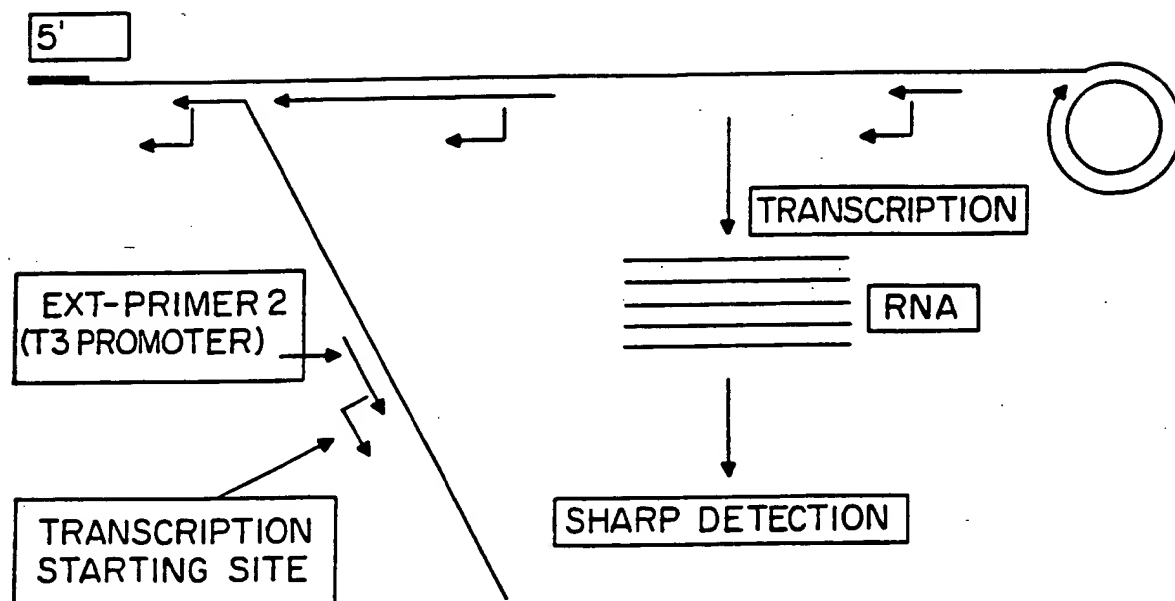 5'
TRANSCRIPTION
EXT-PRIMER 2
(T3 PROMOTER)
RNA
TRANSCRIPTION
STARTING SITE
SHARP DETECTION